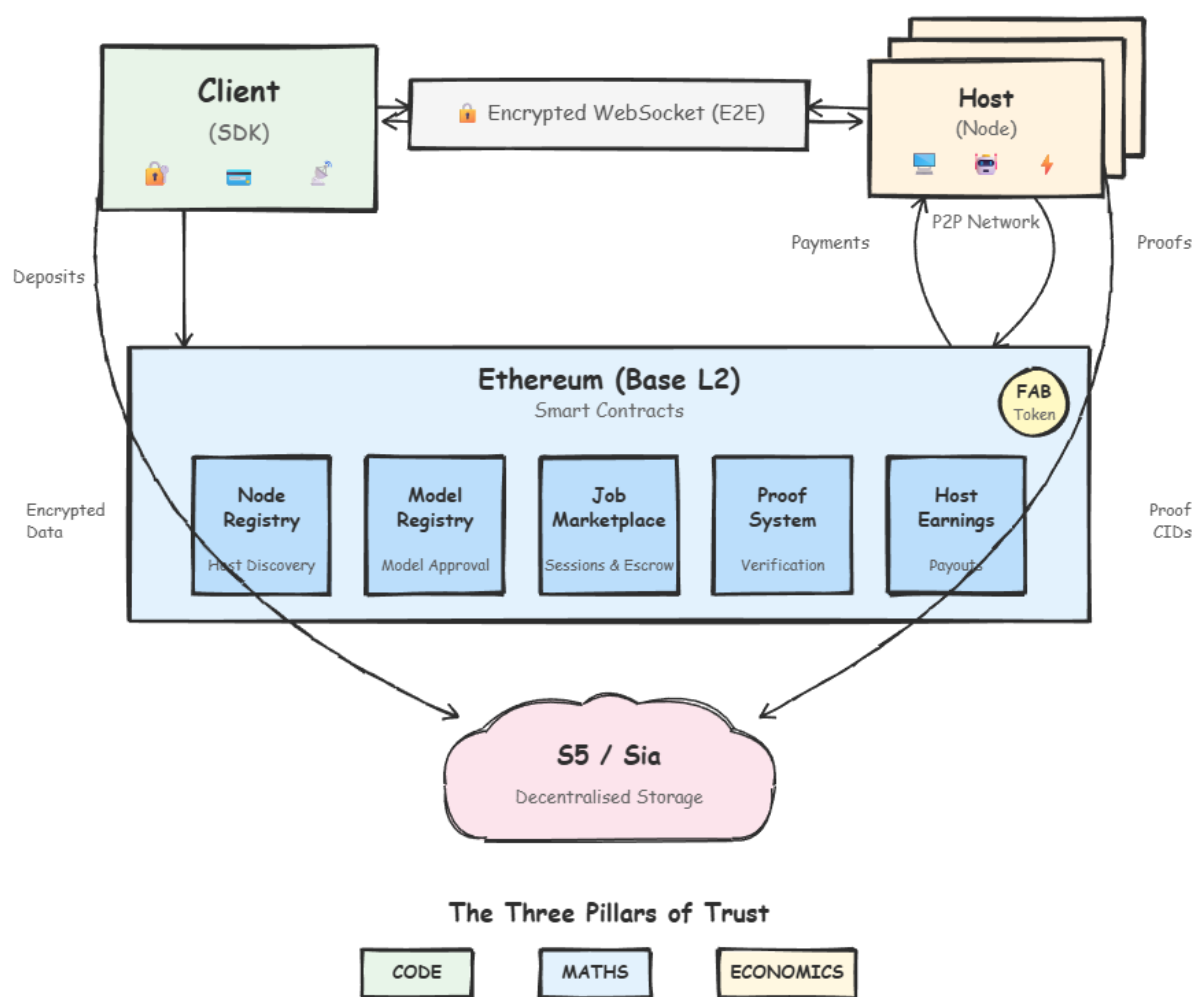 Client
(SDK)
🔒 Encrypted WebSocket (E2E)
Host
(Node)
P2P Network
Payments
Proofs
Deposits
Ethereum (Base L2)
Smart Contracts
FAB
Token
Node
Registry
Host Discovery
Model
Registry
Model Approval
Job
Marketplace
Sessions & Escrow
Proof
System
Verification
Host
Earnings
Payouts
Encrypted
Data
Proof
CIDs
S5 / Sia
Decentralised Storage
The Three Pillars of Trust
CODE
MATHS
ECONOMICS